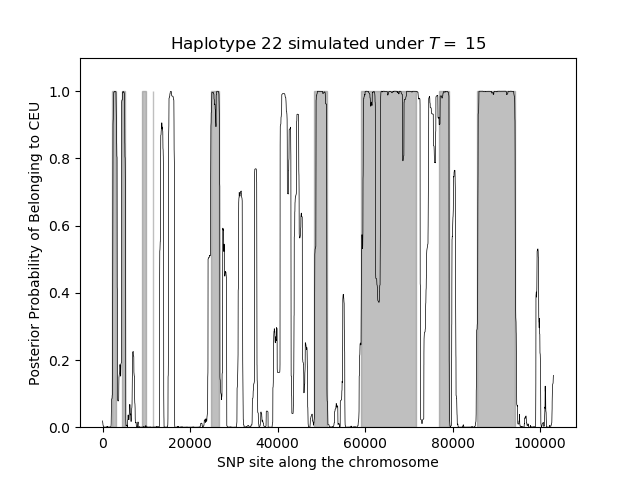 Haplotype 22 simulated under T = 15
Posterior Probability of Belonging to CEU
1.0
0.8
0.6
0.4
0.2
0.0
0 20000 40000 60000 80000 100000
SNP site along the chromosome